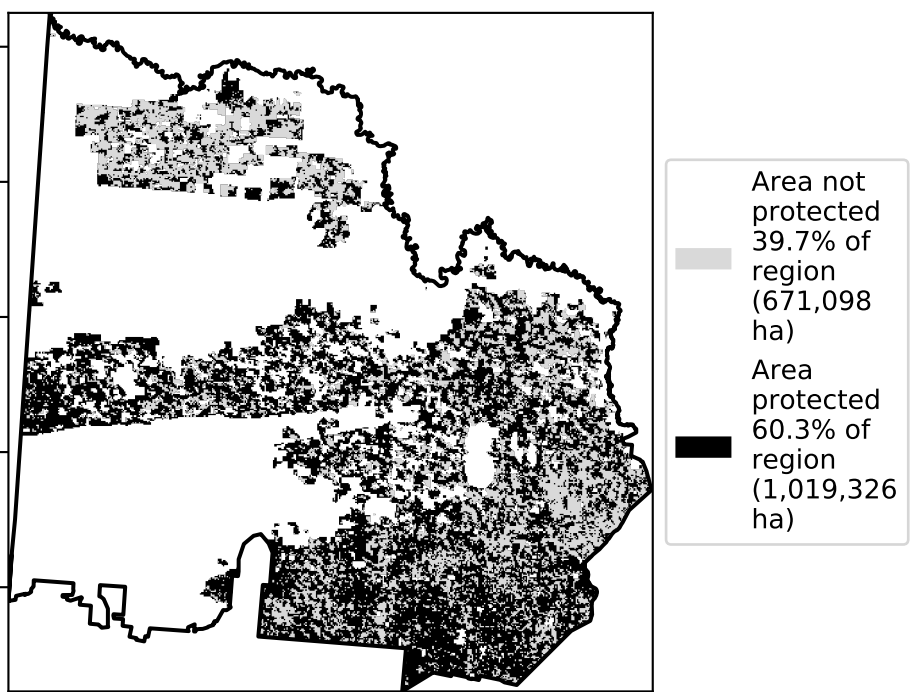 Area not
protected
39.7% of
region
(671,098
ha)
Area
protected
60.3% of
region
(1,019,326
ha)